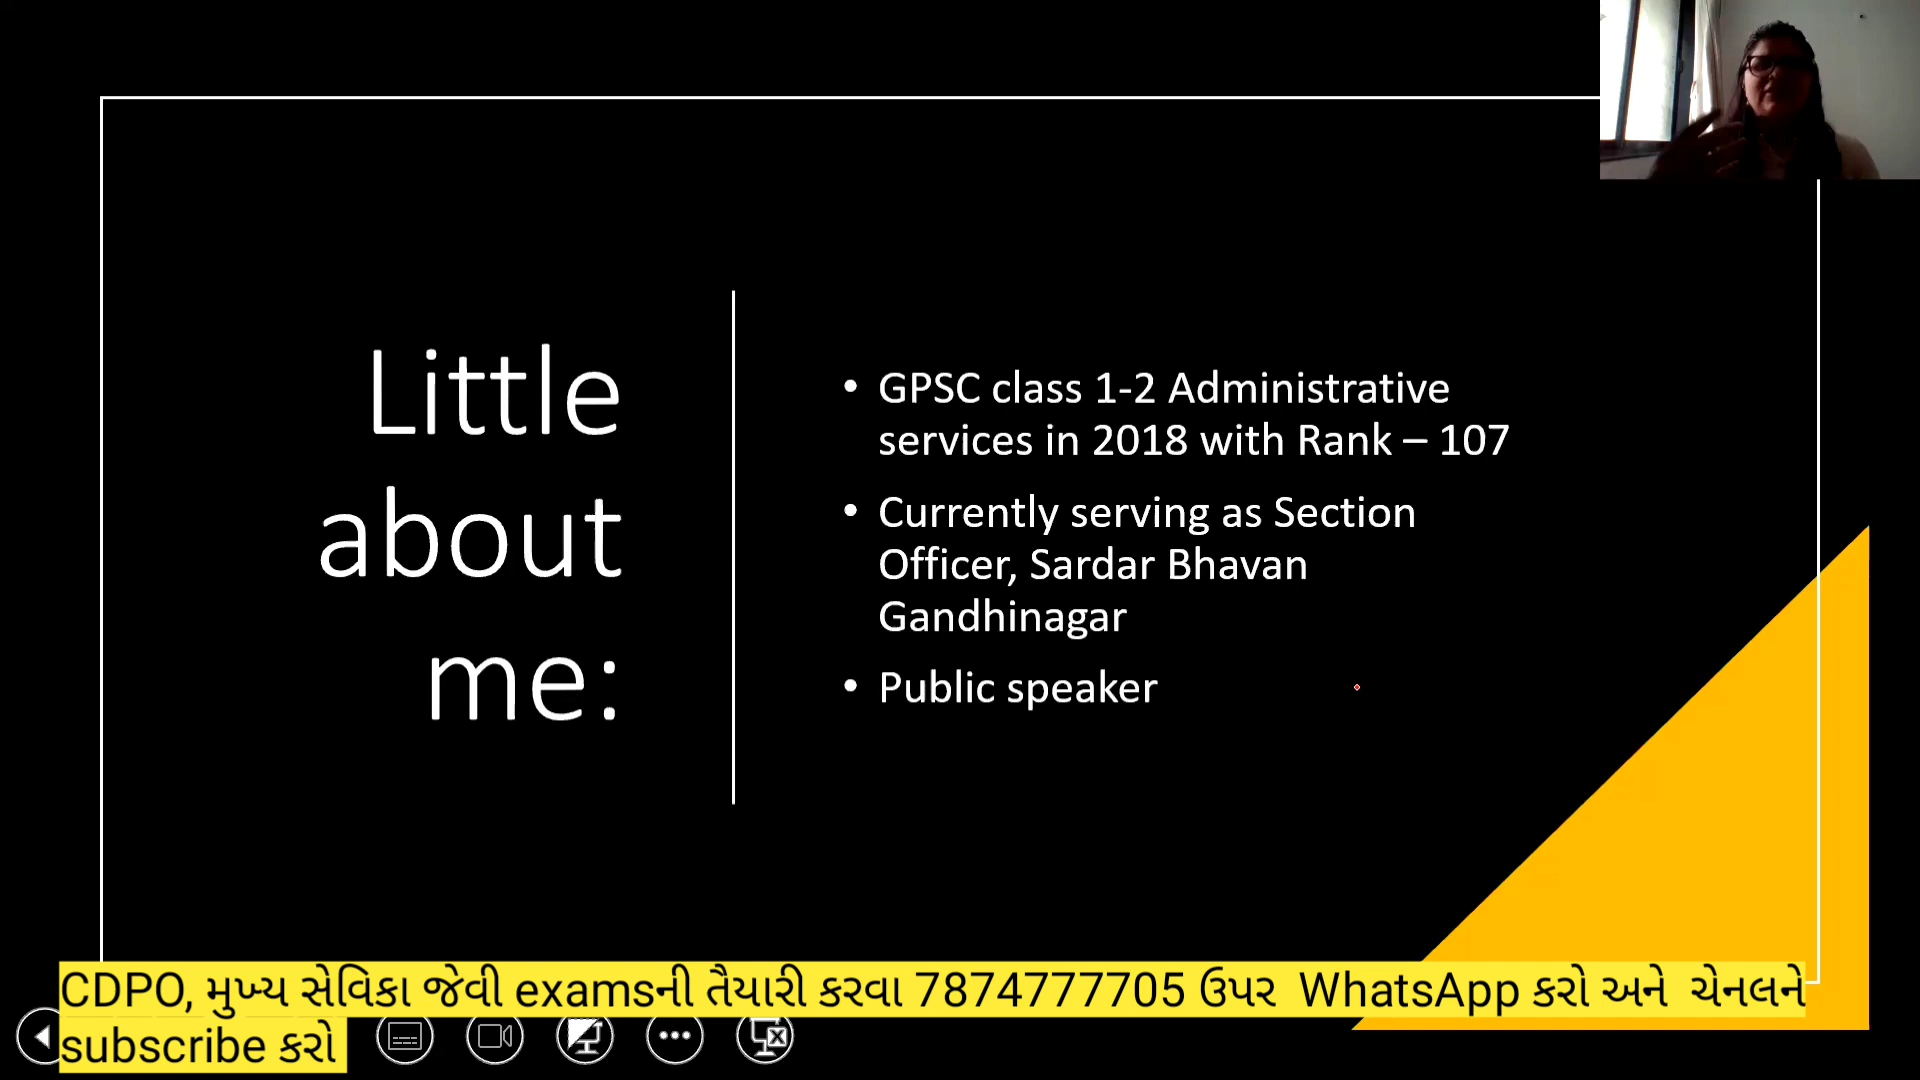 Little
about
me:
• GPSC class 1-2 Administrative
services in 2018 with Rank – 107
• Currently serving as Section
Officer, Sardar Bhavan
Gandhinagar
• Public speaker
CDPO, મુખ્ય સેવિકા જેવી examsની તૈયારી કરવા 7874777705 ઉપર WhatsApp કરો અને ચેનલને
subscribe કરો